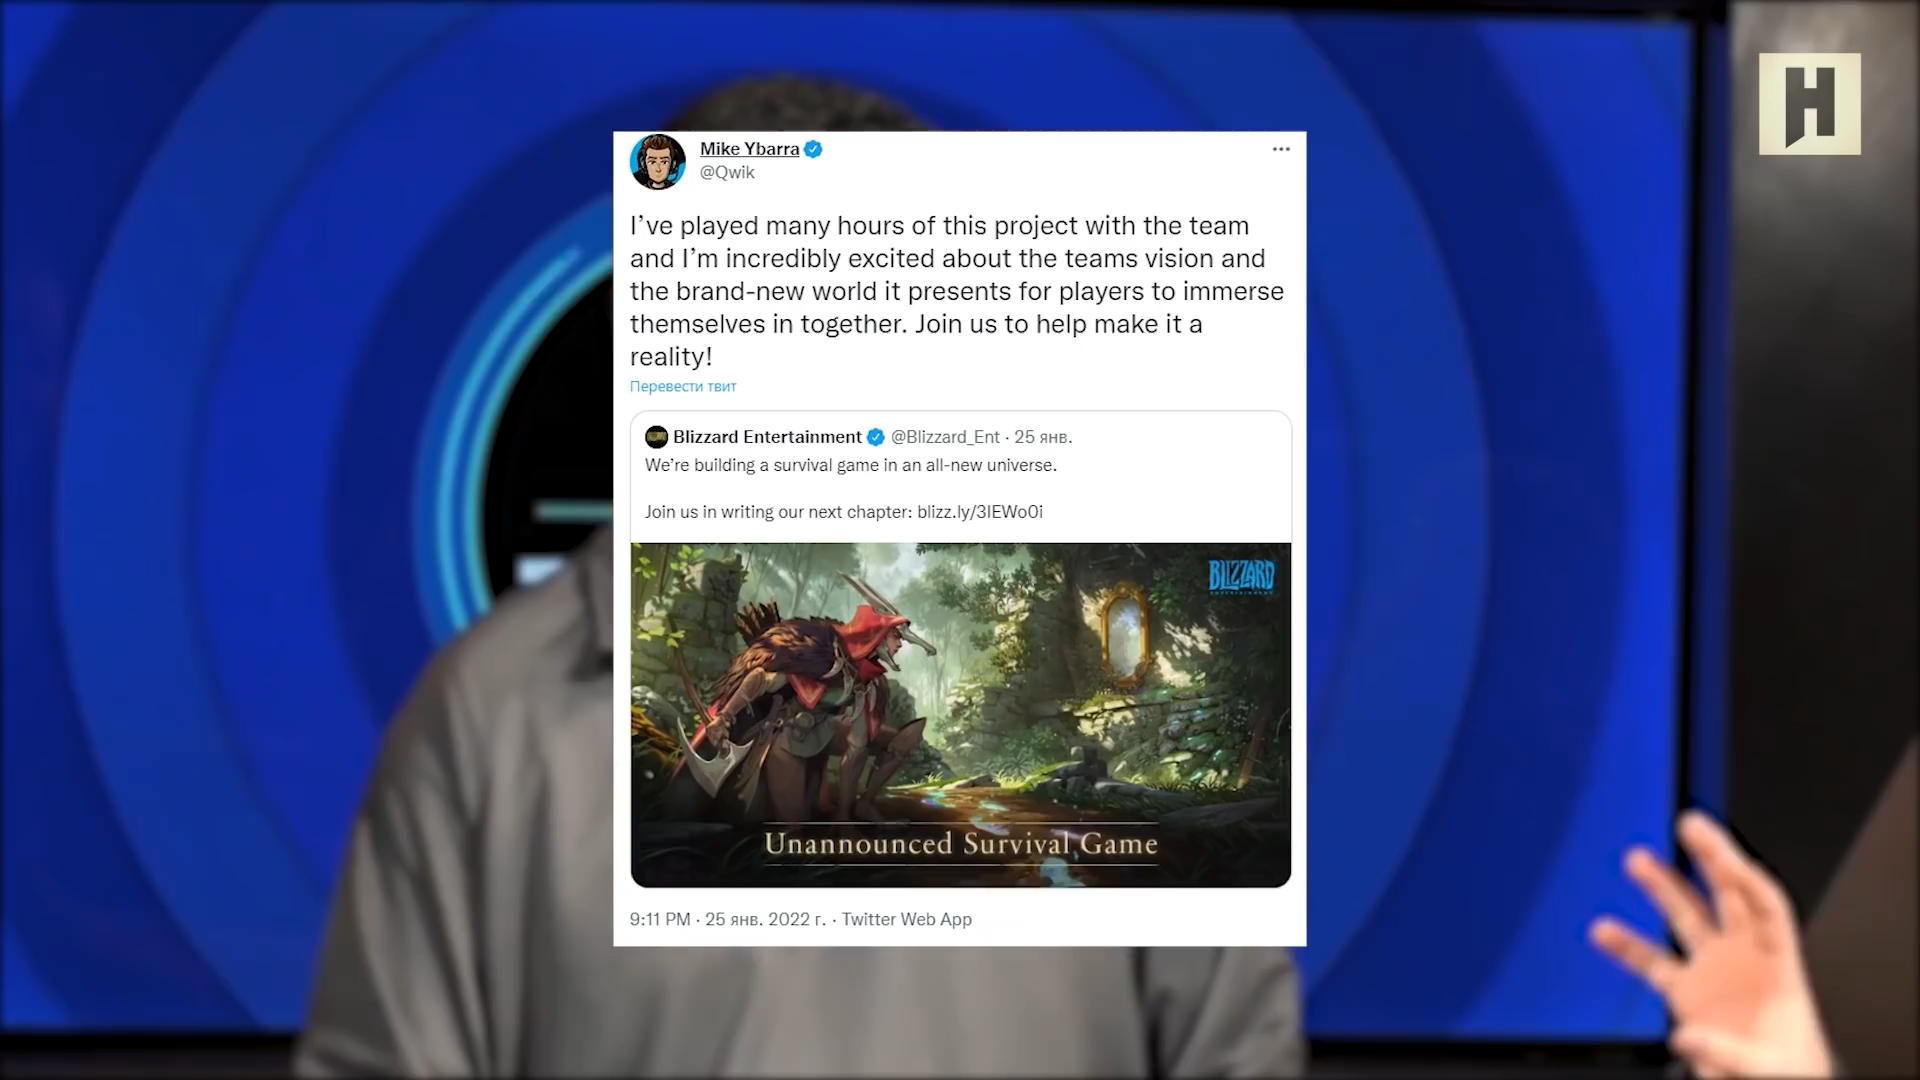 Mike Ybarra
@Qwik
I’ve played many hours of this project with the team
and I’m incredibly excited about the teams vision and
the brand-new world it presents for players to immerse
themselves in together. Join us to help make it a
reality!
Перевести твит
Blizzard Entertainment @Blizzard_Ent · 25 янв.
We’re building a survival game in an all-new universe.
Join us in writing our next chapter: blizz.ly/3IEWo0i
BLIZZARD
ENTERTAINMENT
Unannounced Survival Game
9:11 PM · 25 янв. 2022 г. · Twitter Web App
H